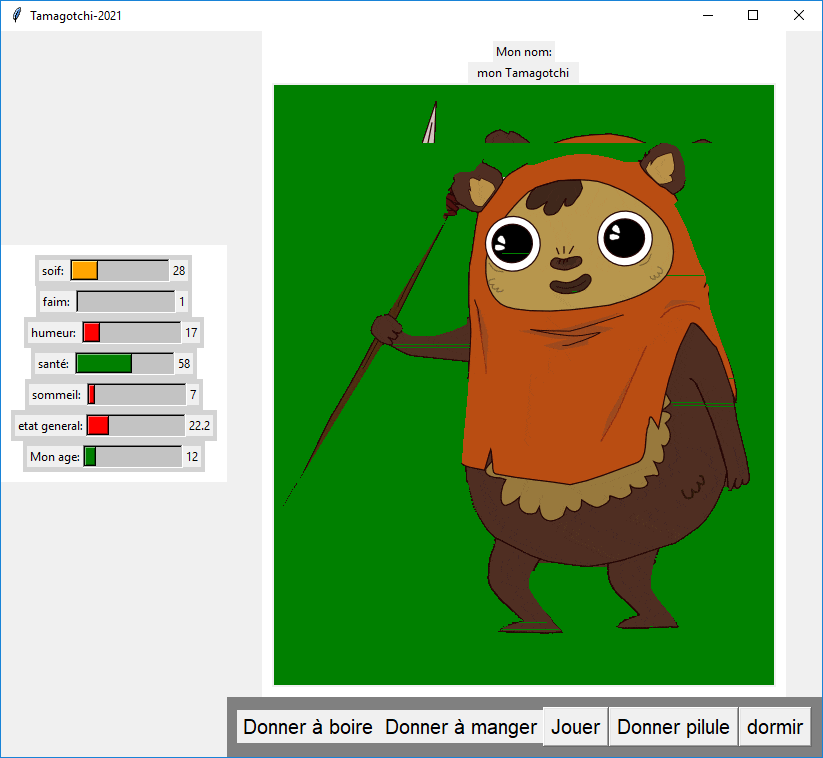 Tamagotchi-2021
Mon nom:
mon Tamagotchi
soif: 28
faim: 1
humeur: 17
santé: 58
sommeil: 7
etat general: 22.2
Mon age: 12
Donner à boire Donner à manger Jouer Donner pilule dormir